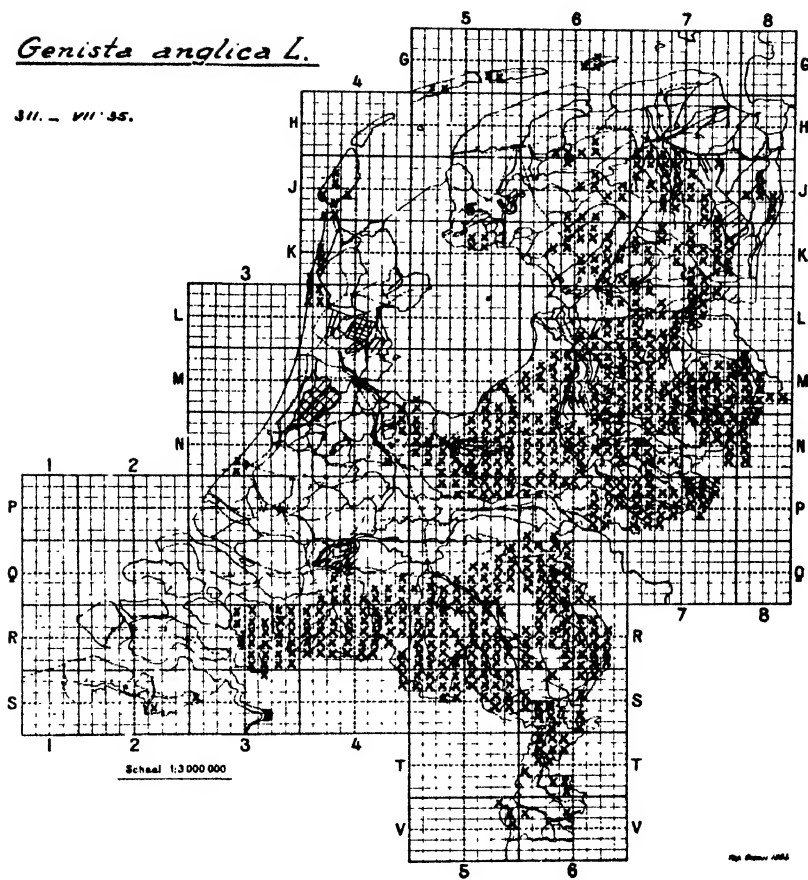 Genista anglica L.
311. – VII '35.
5 6 7 8
G G
4
H H
J J
K K
3
L L
M M
N N
1 2
P P
Q Q
7 8
R R
S S
1 2 3 4
Schaal 1:3 000 000
T T
V V
5 6